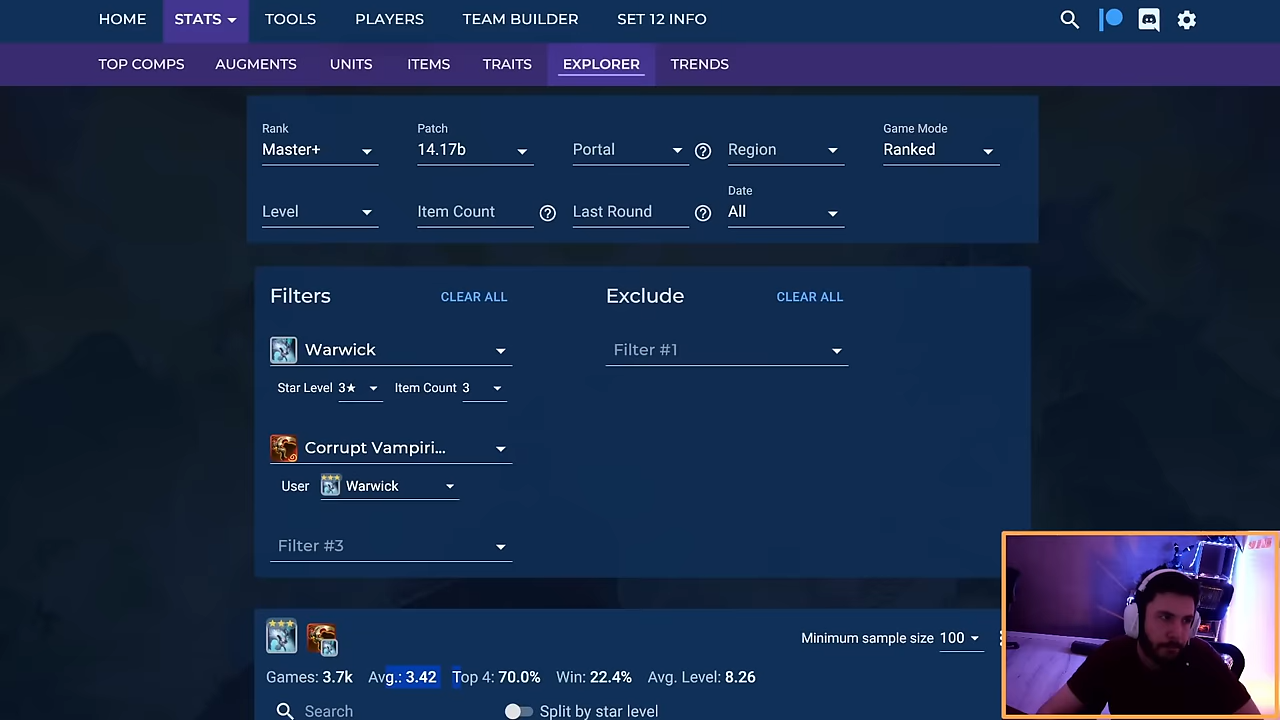 HOME STATS TOOLS PLAYERS TEAM BUILDER SET 12 INFO
TOP COMPS AUGMENTS UNITS ITEMS TRAITS EXPLORER TRENDS
Rank Patch Game Mode
Master+ 14.17b Portal Region Ranked
Date
Level Item Count Last Round All
Filters CLEAR ALL Exclude CLEAR ALL
Warwick Filter #1
Star Level 3★ Item Count 3
Corrupt Vampiri...
User Warwick
Filter #3
Minimum sample size 100
Games: 3.7k Avg.: 3.42 Top 4: 70.0% Win: 22.4% Avg. Level: 8.26
Search Split by star level